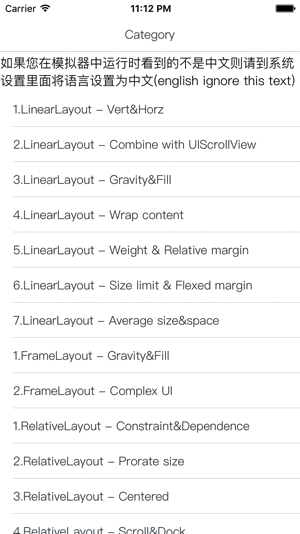 Carrier 11:12 PM
Category
如果您在模拟器中运行时看到的不是中文则请到系统
设置里面将语言设置为中文(english ignore this text)
1.LinearLayout - Vert&Horz
2.LinearLayout - Combine with UIScrollView
3.LinearLayout - Gravity&Fill
4.LinearLayout - Wrap content
5.LinearLayout - Weight & Relative margin
6.LinearLayout - Size limit & Flexed margin
7.LinearLayout - Average size&space
1.FrameLayout - Gravity&Fill
2.FrameLayout - Complex UI
1.RelativeLayout - Constraint&Dependence
2.RelativeLayout - Prorate size
3.RelativeLayout - Centered
4.RelativeLayout - Scroll&Dock